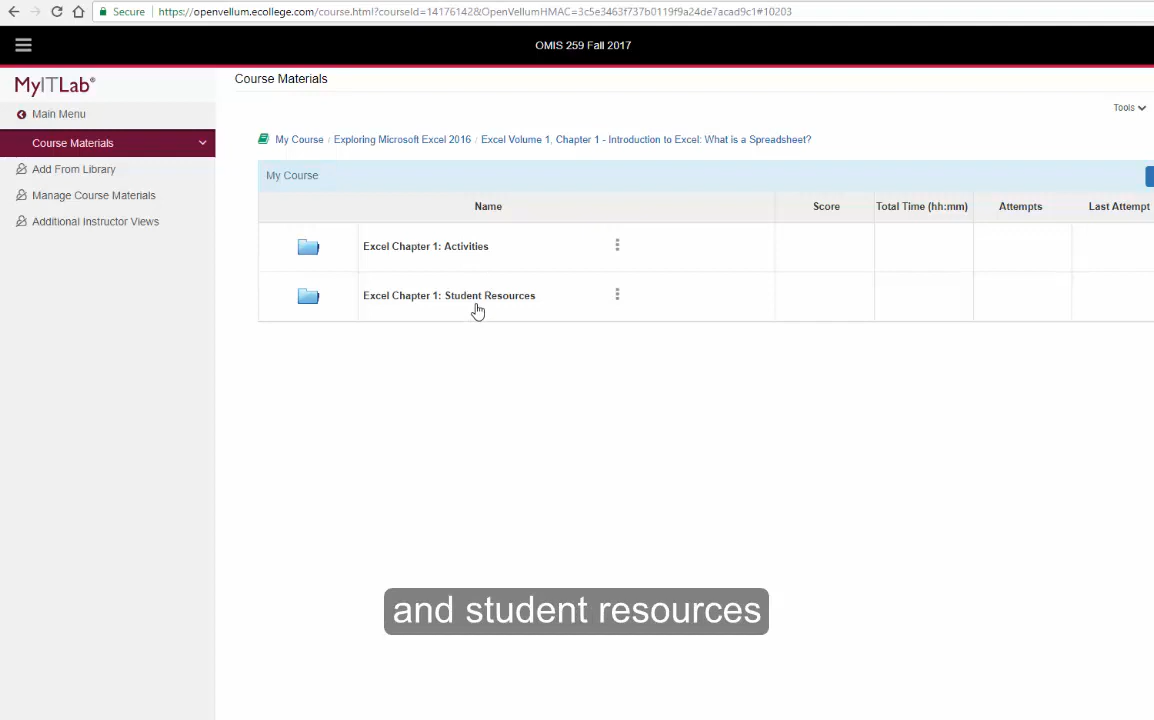 Secure
https://openvellum.ecollege.com/course.html?courseId=14176142&OpenVellumHMAC=3c5e3463f737b0119f9a24de7acad9c1#10203
OMIS 259 Fall 2017
MyITLab®
Main Menu
Course Materials
Add From Library
Manage Course Materials
Additional Instructor Views
Course Materials
Tools
My Course / Exploring Microsoft Excel 2016 / Excel Volume 1, Chapter 1 - Introduction to Excel: What is a Spreadsheet?
My Course
Name Score Total Time (hh:mm) Attempts Last Attempt
Excel Chapter 1: Activities
Excel Chapter 1: Student Resources
and student resources